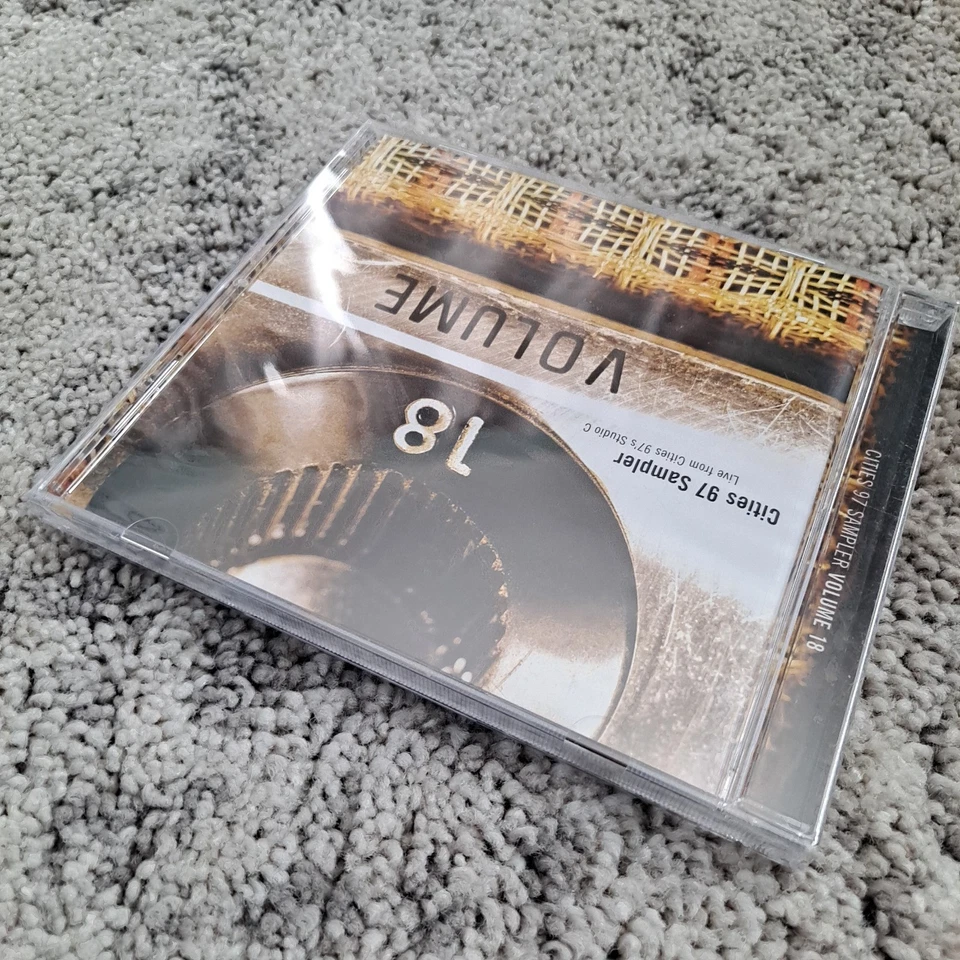 VOLUME
18
Cities 97 Sampler
Live from Cities 97's Studio C
CITIES 97 SAMPLER VOLUME 18